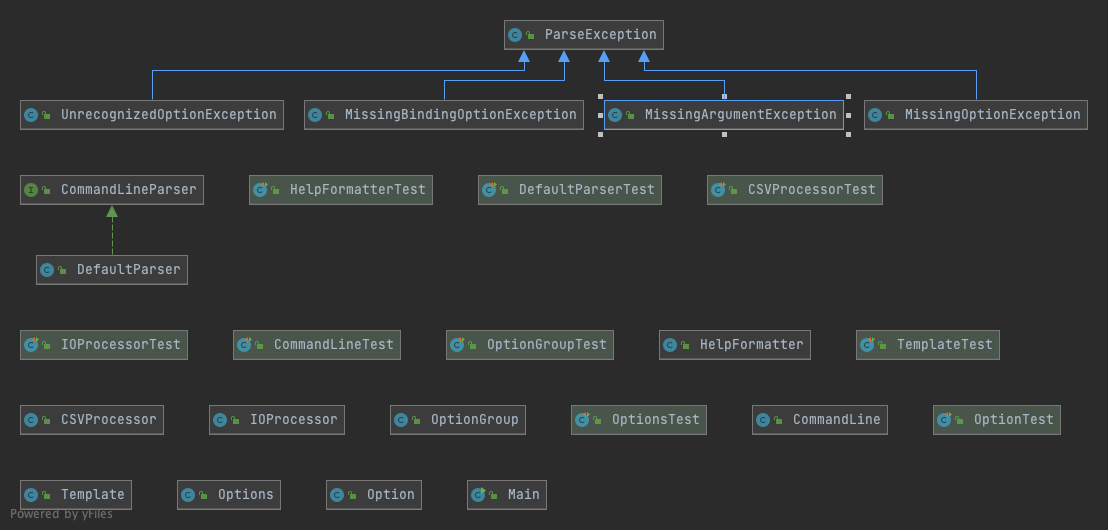 ParseException
UnrecognizedOptionException MissingBindingOptionException MissingArgumentException MissingOptionException
CommandLineParser HelpFormatterTest DefaultParserTest CSVProcessorTest
DefaultParser
IOProcessorTest CommandLineTest OptionGroupTest HelpFormatter TemplateTest
CSVProcessor IOProcessor OptionGroup OptionsTest CommandLine OptionTest
Template Options Option Main
Powered by yFiles